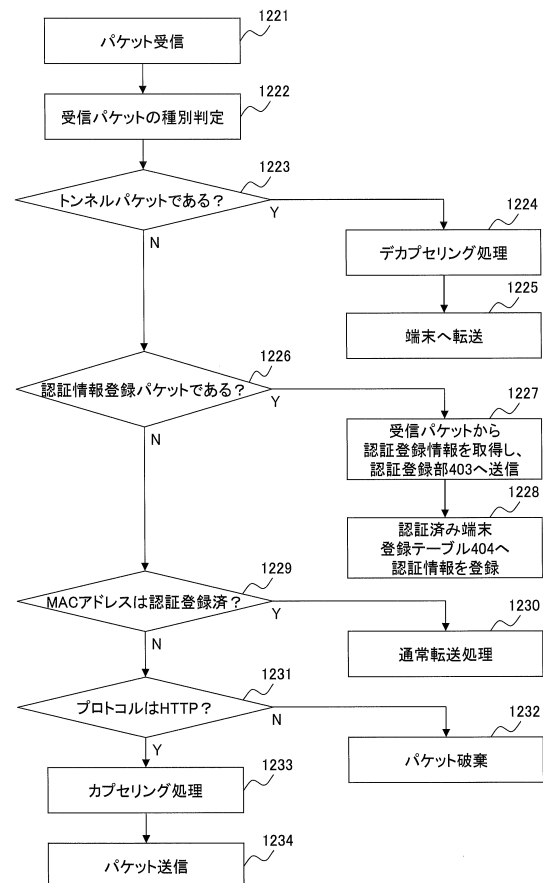 1221
パケット受信
1222
受信パケットの種別判定
1223
トンネルパケットである?
Y
N
1224
デカプセリング処理
1225
端末へ転送
1226
認証情報登録パケットである?
Y
N
1227
受信パケットから
認証登録情報を取得し、
認証登録部403へ送信
1228
認証済み端末
登録テーブル404へ
認証情報を登録
1229
MACアドレスは認証登録済?
Y
N
1230
通常転送処理
1231
プロトコルはHTTP?
N
Y
1232
パケット破棄
1233
カプセリング処理
1234
パケット送信